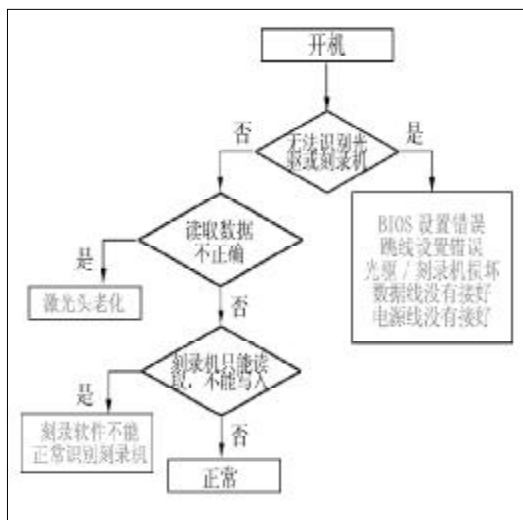 开机
否
无法识别光
驱或刻录机
是
读取数据
不正确
BIOS 设置错误
跳线设置错误
光驱 / 刻录机损坏
数据线没有接好
电源线没有接好
是
激光头老化
否
刻录机只能读
取，不能写入
是
刻录软件不能
正常识别刻录机
否
正常